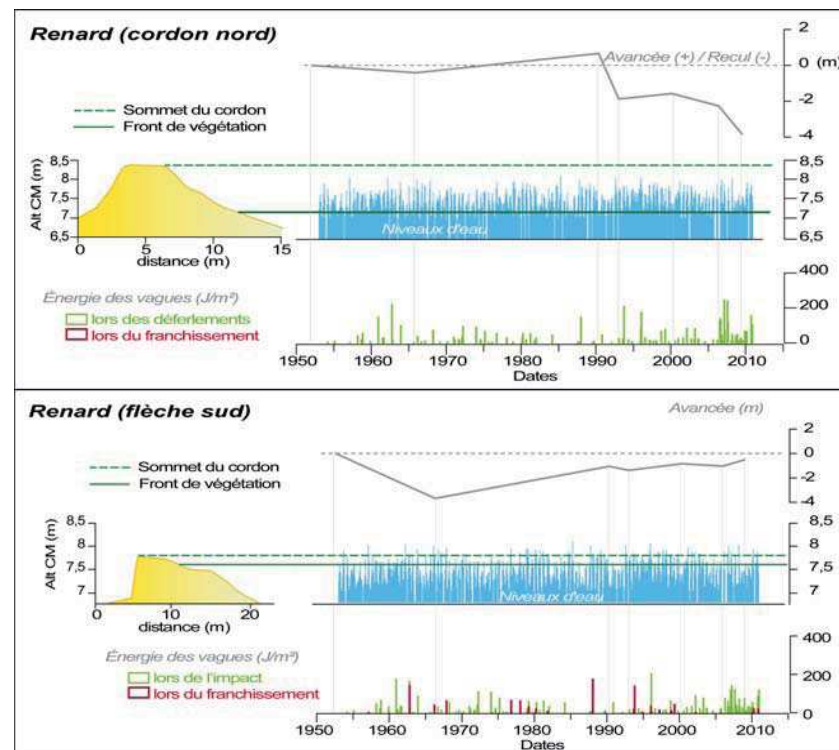 Renard (cordon nord)
Avancée (+) / Recul (-)
2
0 (m)
-2
-4
Sommet du cordon
Front de végétation
Alt CM (m)
8,5
8
7,5
7
6,5
0 5 10 15
distance (m)
Niveaux d'eau
8,5
8
7,5
7
6,5
Énergie des vagues (J/m²)
lors des déferlements
lors du franchissement
400
200
0
1950 1960 1970 1980 1990 2000 2010
Dates
Renard (flèche sud)
Avancée (m)
2
0
-2
-4
Sommet du cordon
Front de végétation
Alt CM (m)
8,5
8
7,5
7
0 10 20
distance (m)
Niveaux d'eau
8,5
8
7,5
7
Énergie des vagues (J/m²)
lors de l'impact
lors du franchissement
400
200
0
1950 1960 1970 1980 1990 2000 2010
Dates